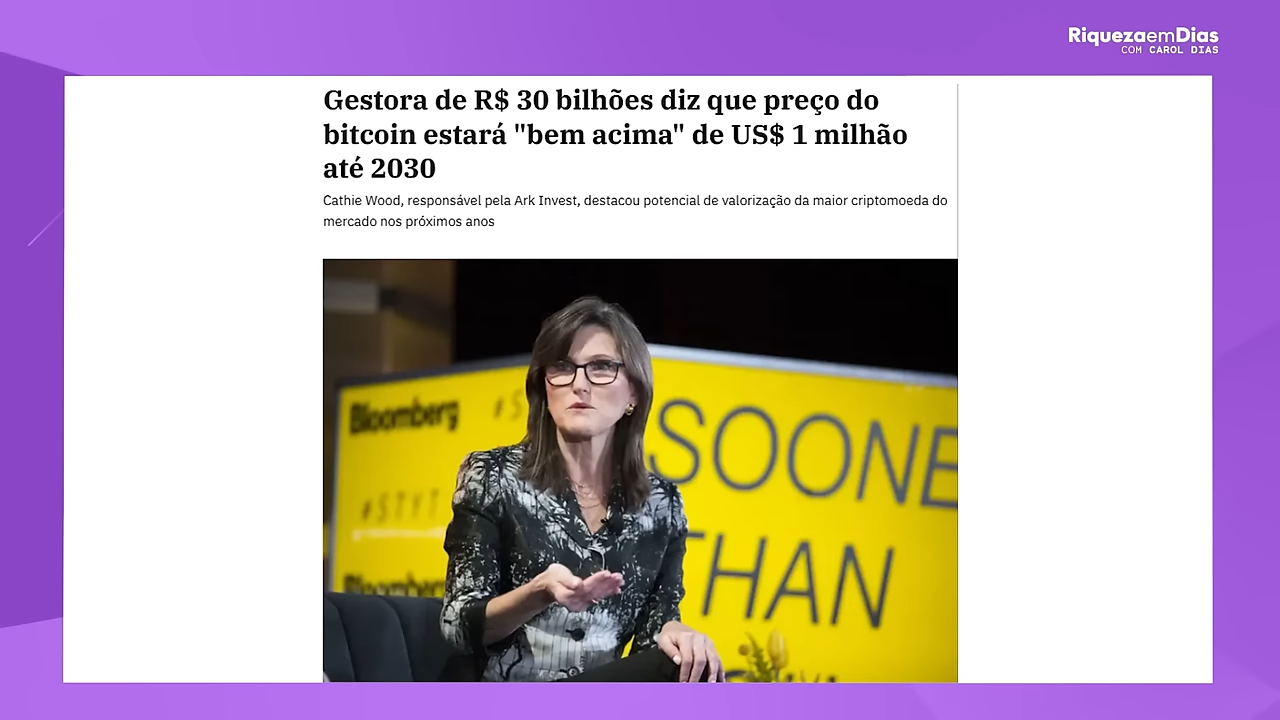 RiquezaemDias
COM CAROL DIAS
Gestora de R$ 30 bilhões diz que preço do
bitcoin estará "bem acima" de US$ 1 milhão
até 2030
Cathie Wood, responsável pela Ark Invest, destacou potencial de valorização da maior criptomoeda do
mercado nos próximos anos
Bloomberg #S
SOONE
#STYT
THAN
Bloomberg